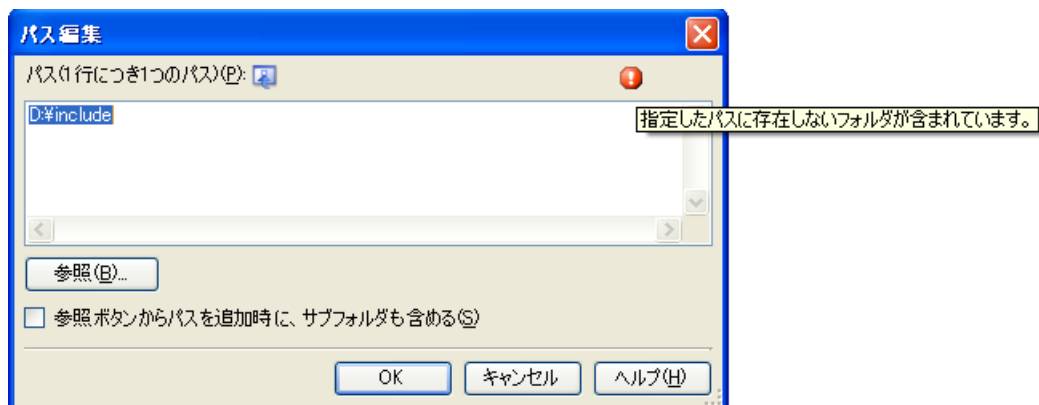 パス編集
パス(1行につき1つのパス)(P):
D:¥include
指定したパスに存在しないフォルダが含まれています。
参照(B)...
参照ボタンからパスを追加時に、サブフォルダも含める(S)
OK キャンセル ヘルプ(H)